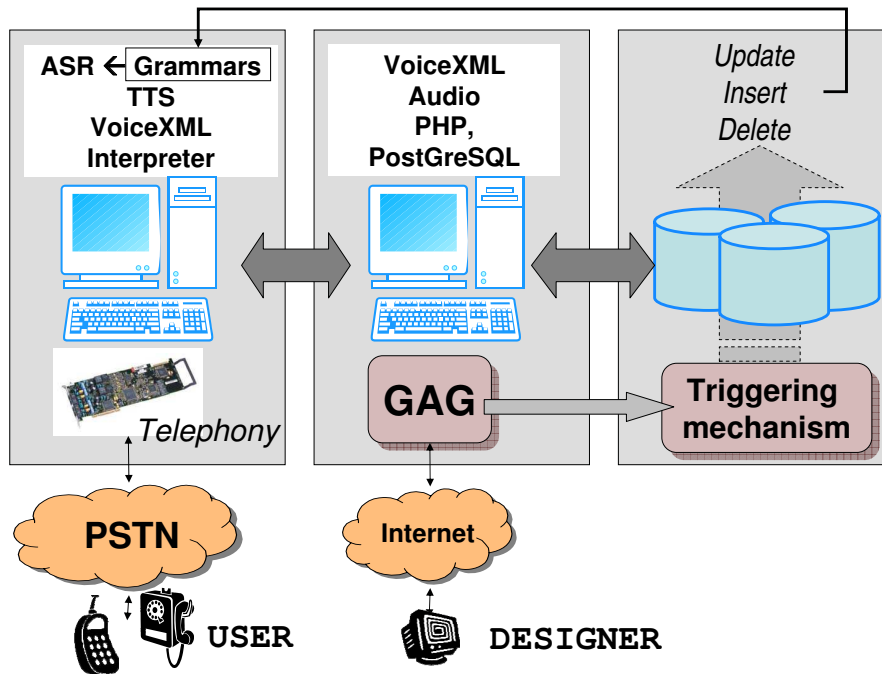 ASR ← Grammars
TTS
VoiceXML
Interpreter
Telephony
VoiceXML
Audio
PHP,
PostGreSQL
GAG
Update
Insert
Delete
Triggering
mechanism
PSTN
Internet
USER
DESIGNER